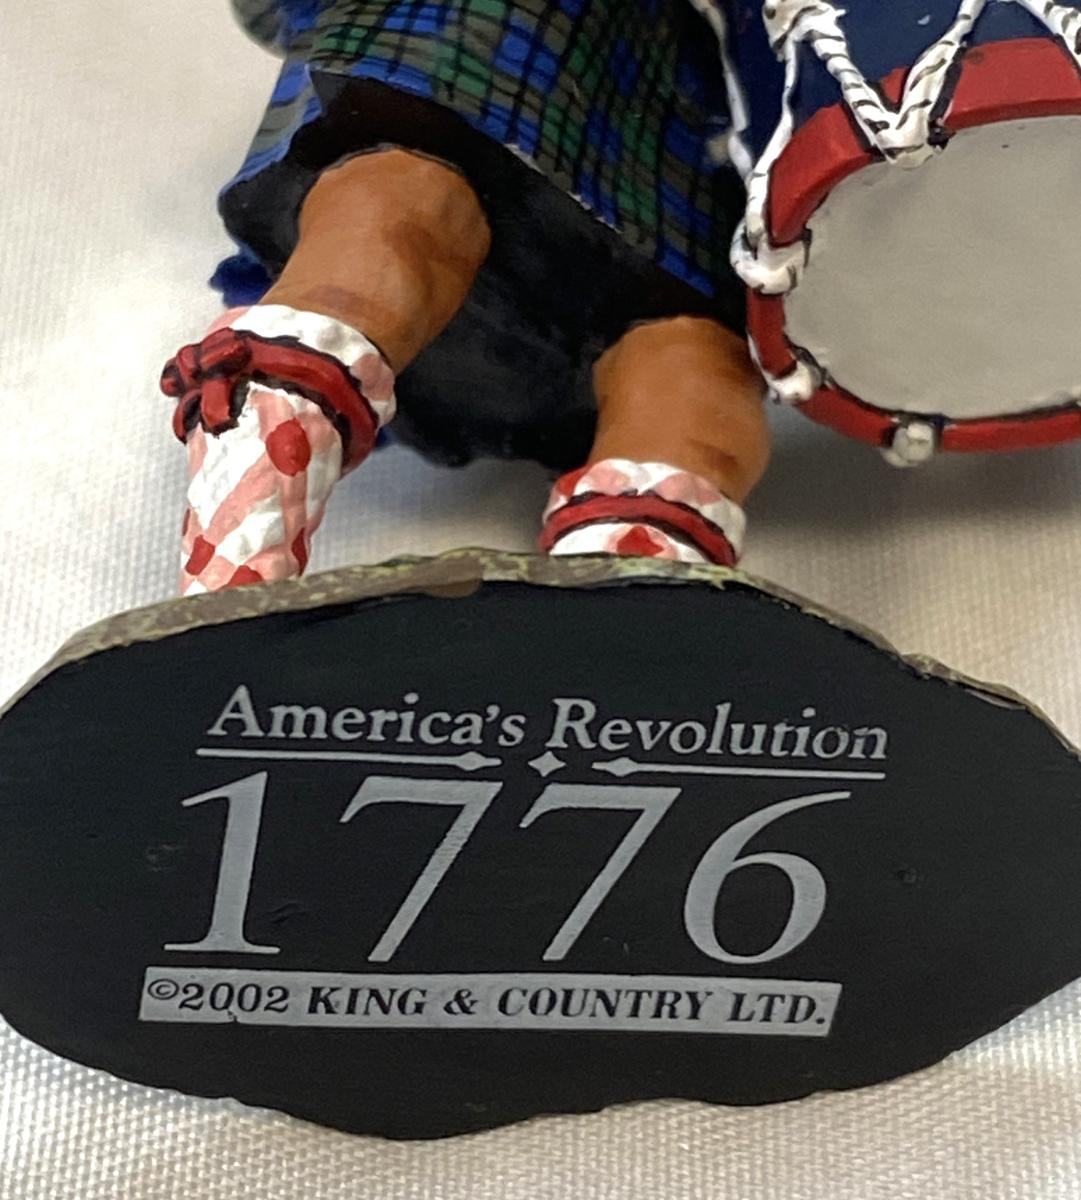 America's Revolution
1776
©2002 KING & COUNTRY LTD.